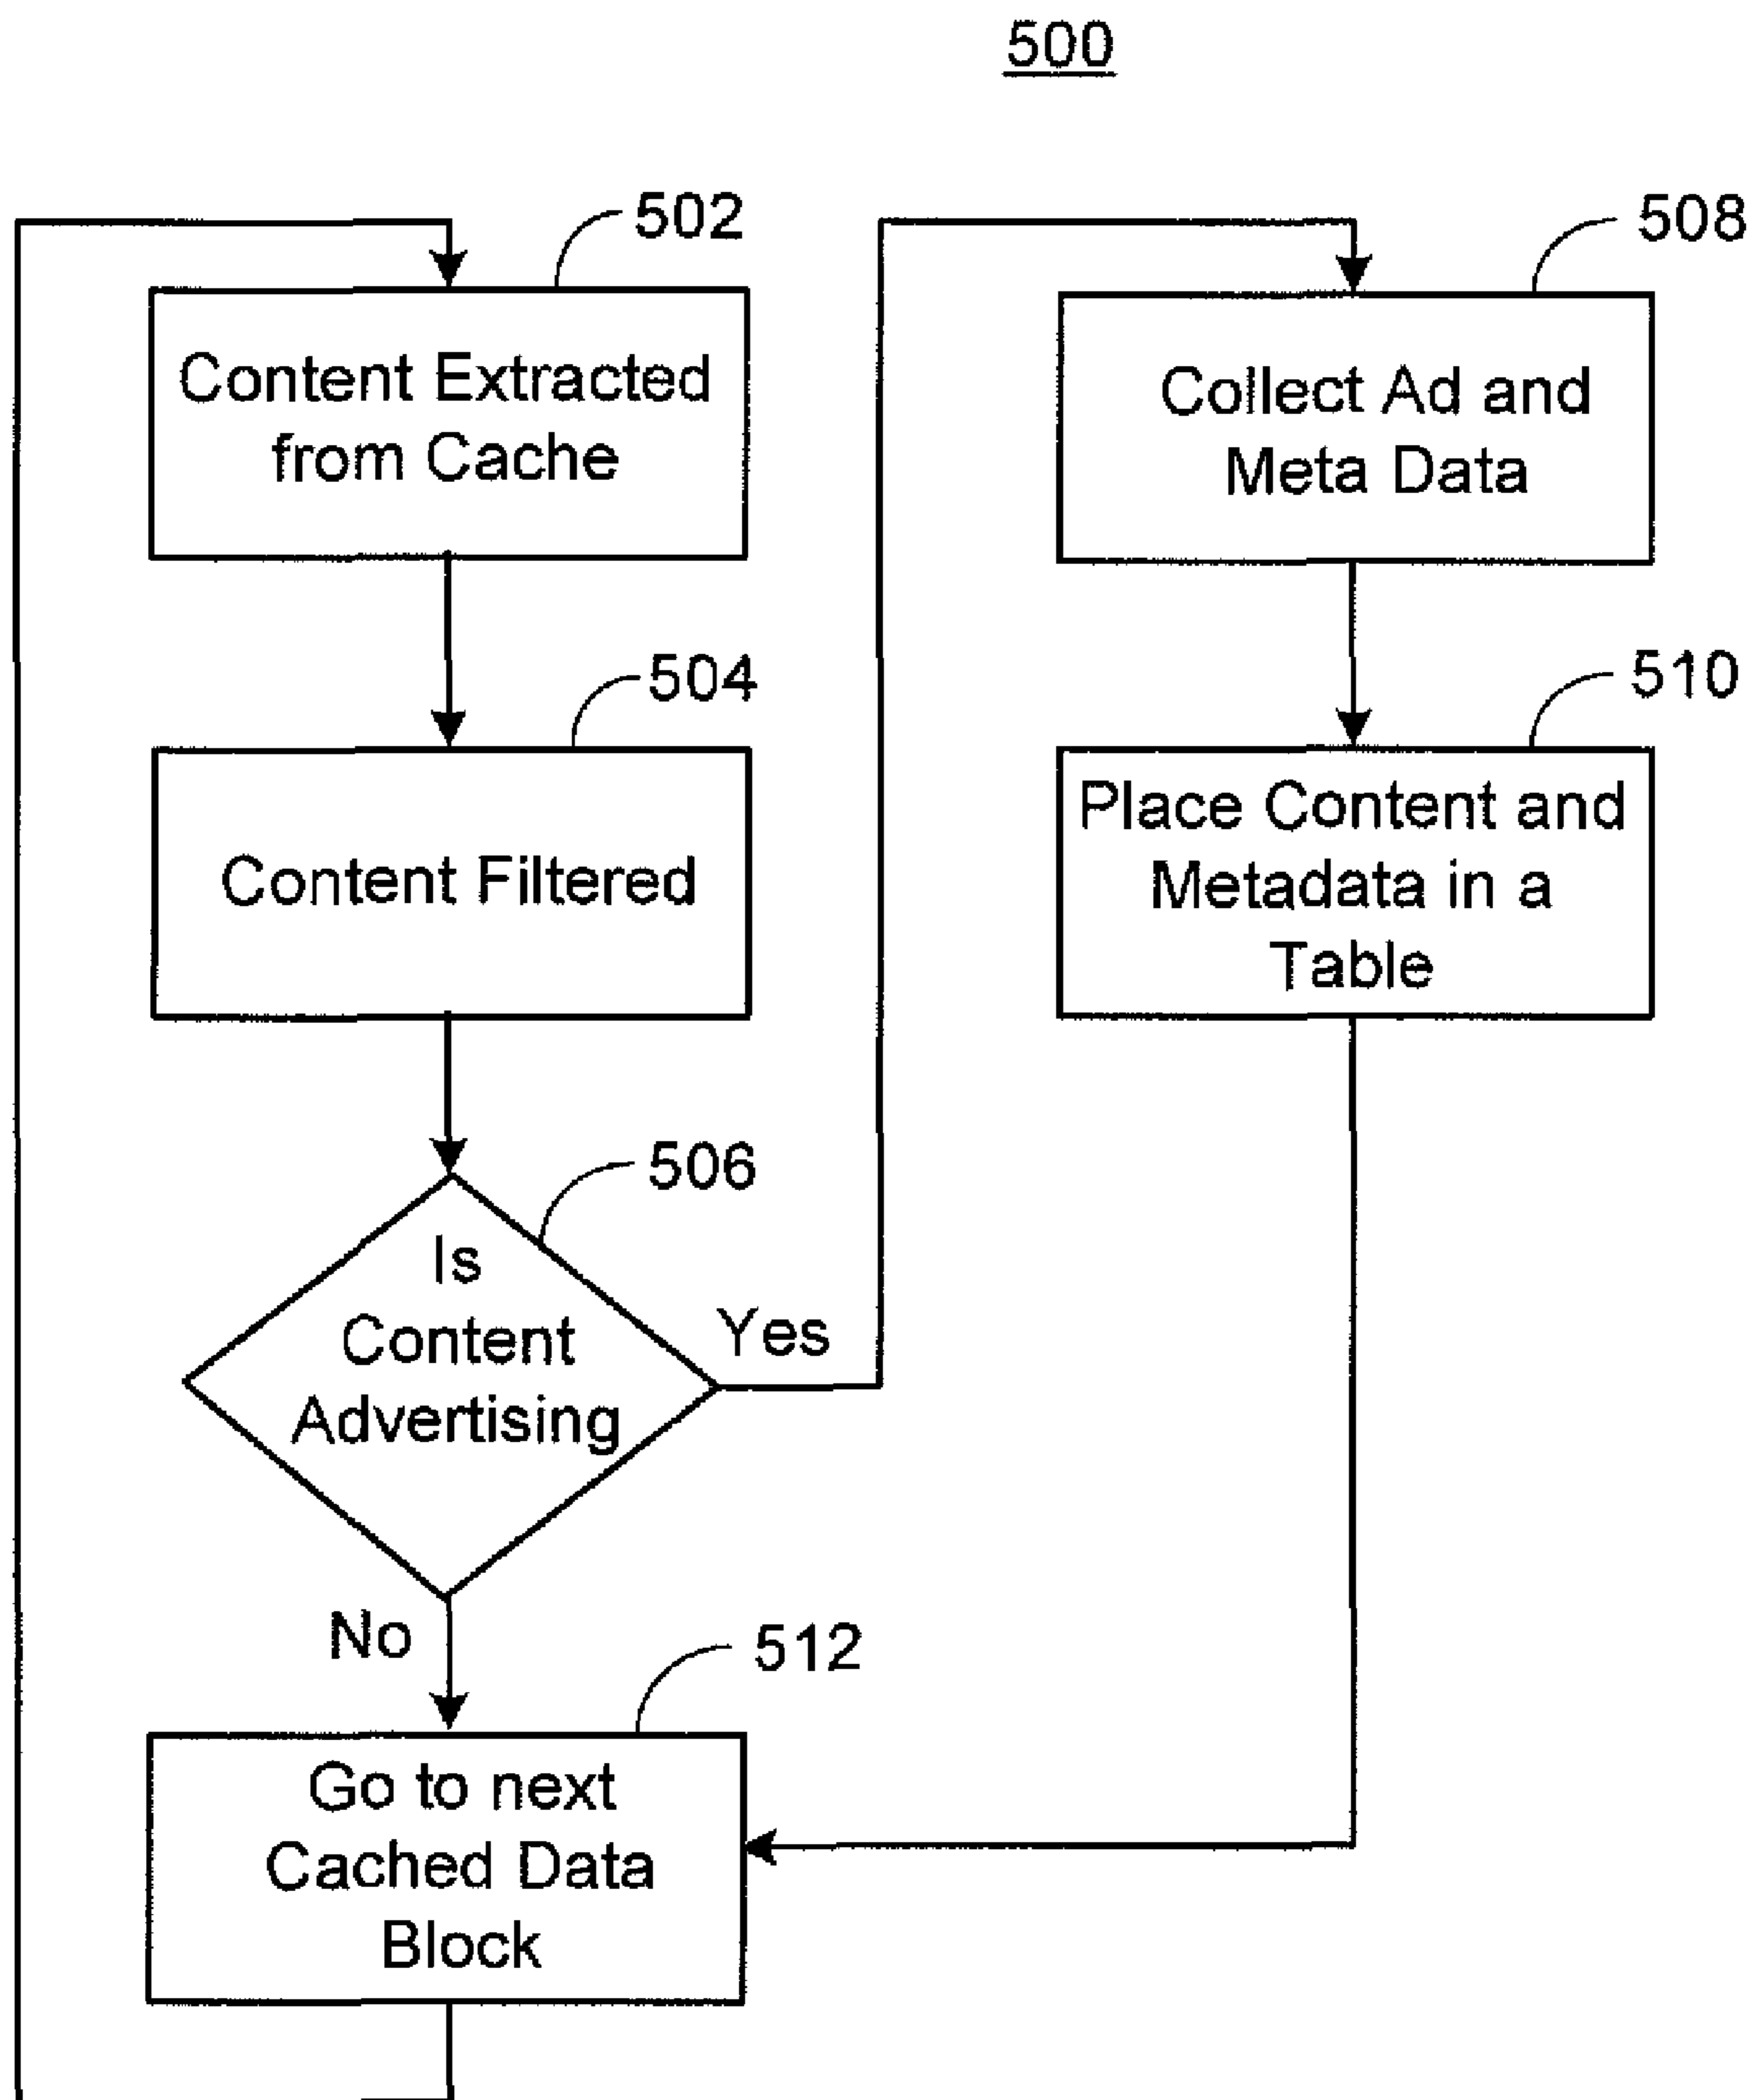 500
502
Content Extracted
from Cache
504
Content Filtered
506
Is
Content
Advertising
Yes
No
512
Go to next
Cached Data
Block
508
Collect Ad and
Meta Data
510
Place Content and
Metadata in a
Table